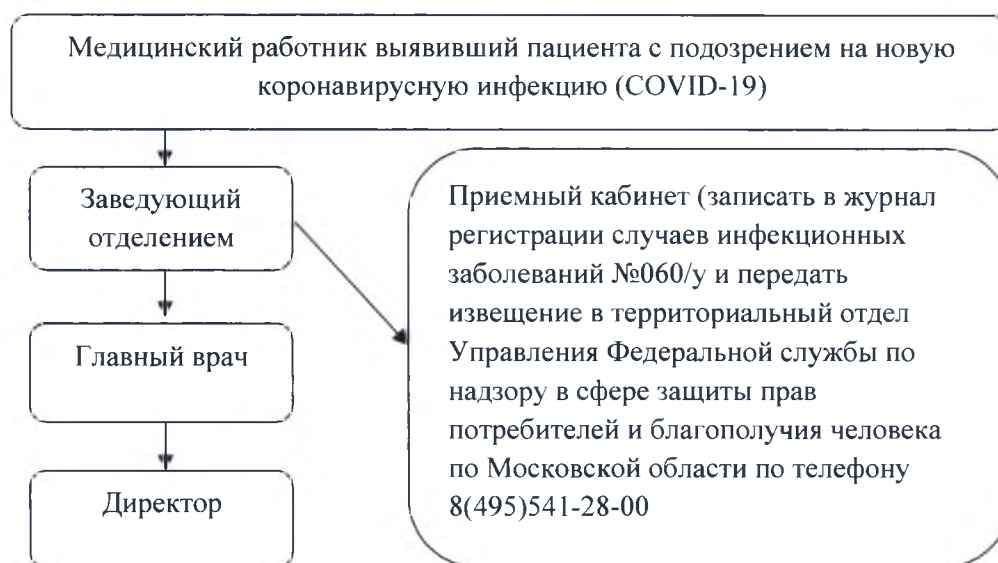 Медицинский работник выявивший пациента с подозрением на новую
коронавирусную инфекцию (COVID-19)
Заведующий
отделением
Приемный кабинет (записать в журнал
регистрации случаев инфекционных
заболеваний №060/у и передать
извещение в территориальный отдел
Управления Федеральной службы по
надзору в сфере защиты прав
потребителей и благополучия человека
по Московской области по телефону
8(495)541-28-00
Главный врач
Директор